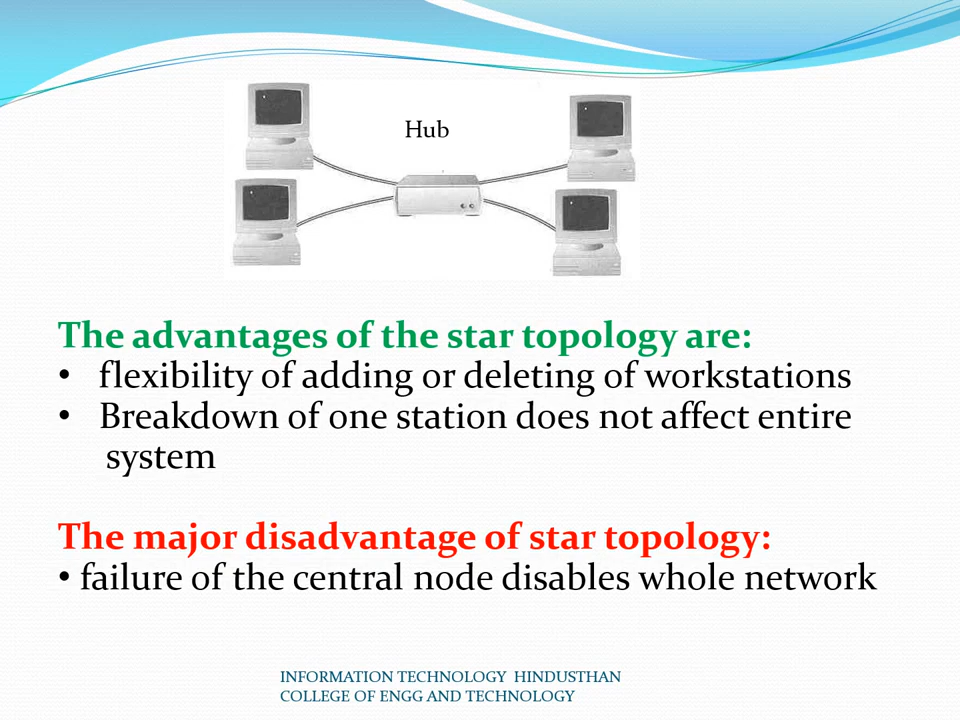 Hub
The advantages of the star topology are:
• flexibility of adding or deleting of workstations
• Breakdown of one station does not affect entire
system
The major disadvantage of star topology:
• failure of the central node disables whole network
INFORMATION TECHNOLOGY HINDUSTHAN
COLLEGE OF ENGG AND TECHNOLOGY